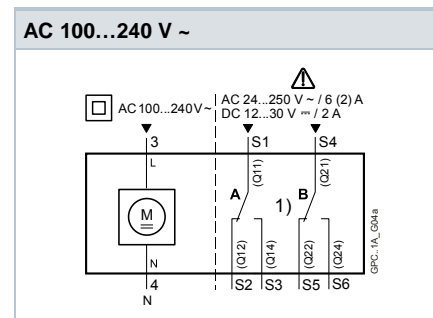 AC 100...240 V ~
AC 100...240V~
AC 24...250 V ~ / 6 (2) A
DC 12...30 V ⎓ / 2 A
3 S1 S4
L (Q11) (Q21)
A 1) B
M
N (Q12) (Q14) (Q22) (Q24)
4 S2 S3 S5 S6
N
GPC..1A_G04a